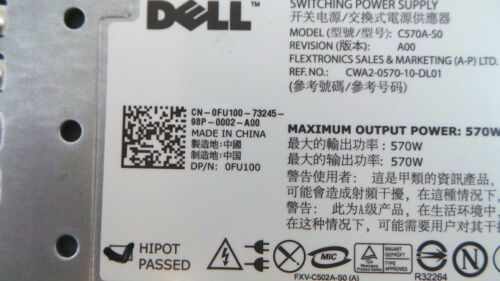 DELL
SWITCHING POWER SUPPLY
开关电源/交換式電源供應器
MODEL (型號/型号): C570A-S0
REVISION (版本): A00
FLEXTRONICS SALES & MARKETING (A-P) LTD.
REF.NO.: CWA2-0570-10-DL01
(參考號碼/参考号码)
CN-0FU100-73245-
98P-0002-A00
MADE IN CHINA
製造地:中國
制造地:中国
DP/N: 0FU100
MAXIMUM OUTPUT POWER: 570W
最大的輸出功率: 570W
最大的输出功率: 570W
警告使用者: 這是甲類的資訊產品,
可能會造成射頻干擾,在這種情況下,
警告: 此为A级产品,在生活环境中
在这种情况下,可能需要
HIPOT
PASSED
MIC
BAUART
GEPRÜFT
TYPE
APPROVED
FXV-C502A-S0 (A)
R32264